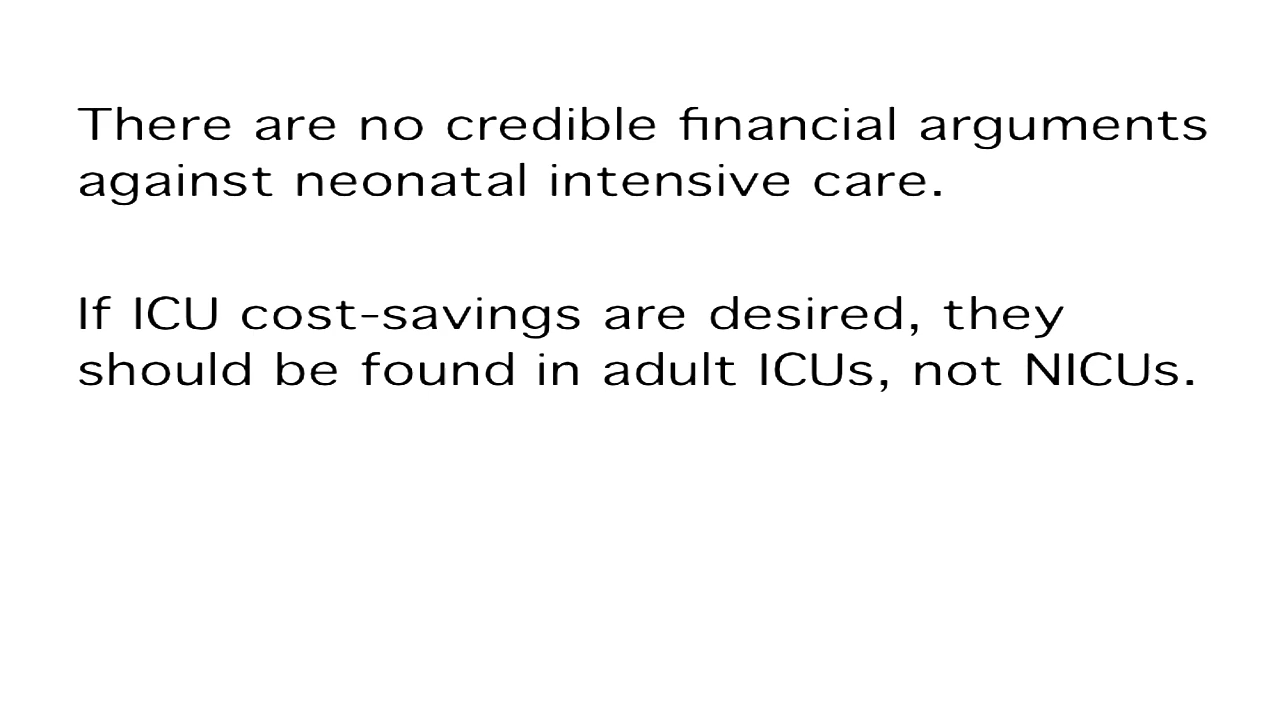 There are no credible financial arguments
against neonatal intensive care.
If ICU cost-savings are desired, they
should be found in adult ICUs, not NICUs.